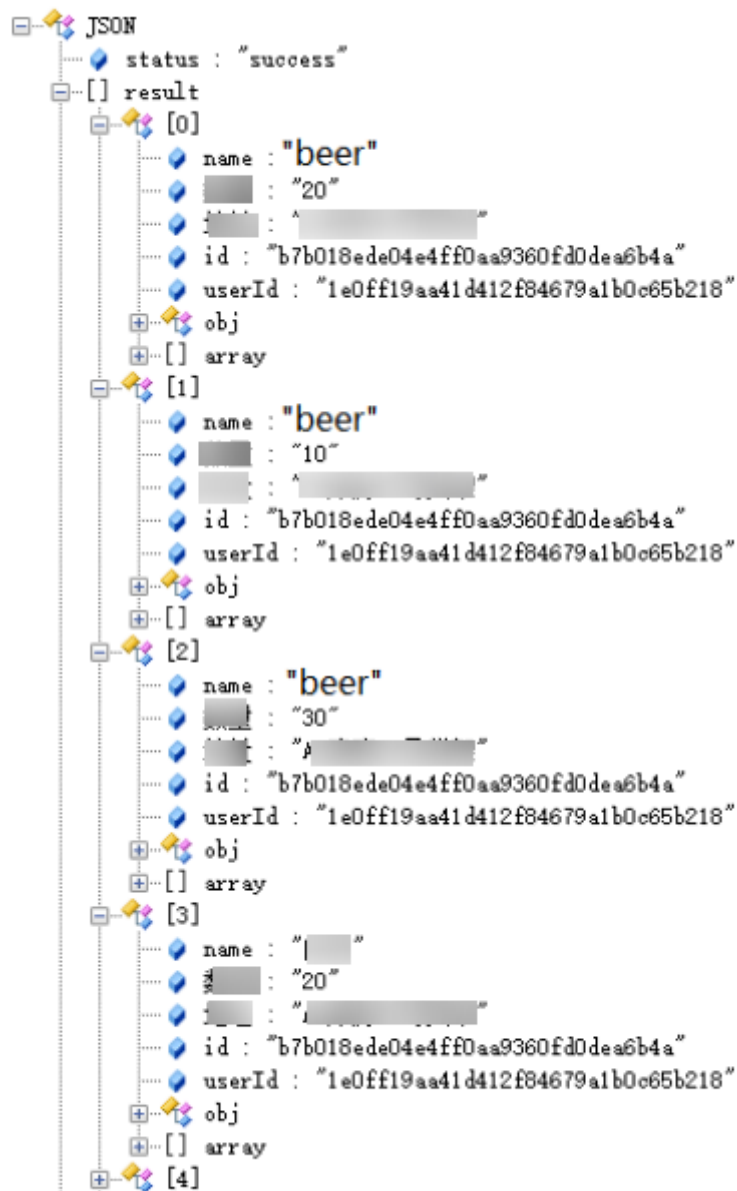 JSON
status : "success"
[] result
[0]
name : "beer"
: "20"
: " "
id : "b7b018ede04e4ff0aa9360fd0dea6b4a"
userId : "1e0ff19aa41d412f84679a1b0c65b218"
obj
[] array
[1]
name : "beer"
: "10"
: " "
id : "b7b018ede04e4ff0aa9360fd0dea6b4a"
userId : "1e0ff19aa41d412f84679a1b0c65b218"
obj
[] array
[2]
name : "beer"
: "30"
: "A "
id : "b7b018ede04e4ff0aa9360fd0dea6b4a"
userId : "1e0ff19aa41d412f84679a1b0c65b218"
obj
[] array
[3]
name : " "
: "20"
: " "
id : "b7b018ede04e4ff0aa9360fd0dea6b4a"
userId : "1e0ff19aa41d412f84679a1b0c65b218"
obj
[] array
[4]